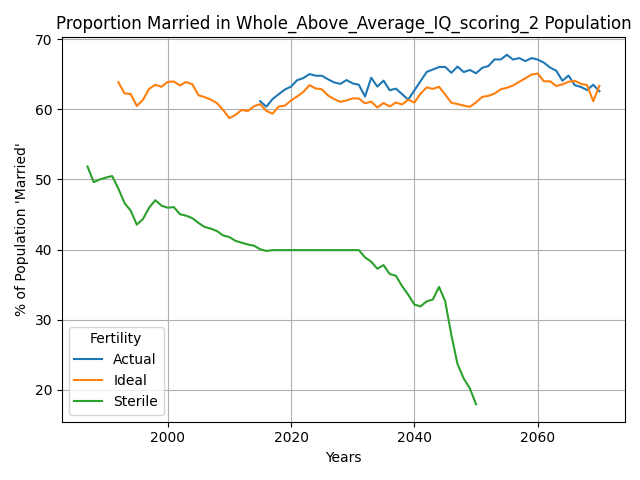 Proportion Married in Whole_Above_Average_IQ_scoring_2 Population
70
60
50
40
30
20
% of Population 'Married'
Fertility
Actual
Ideal
Sterile
2000
2020
2040
2060
Years